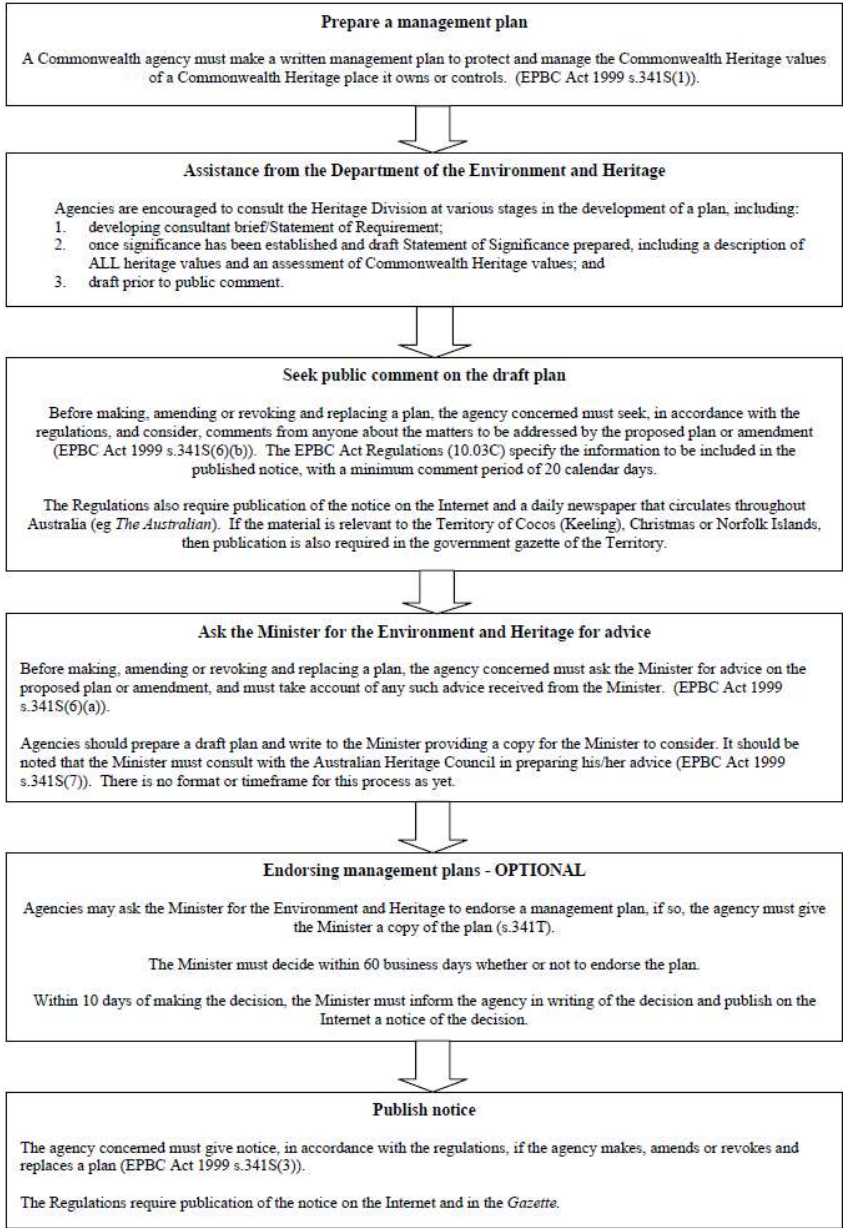 Prepare a management plan
A Commonwealth agency must make a written management plan to protect and manage the Commonwealth Heritage values
of a Commonwealth Heritage place it owns or controls. (EPBC Act 1999 s.341S(1)).
Assistance from the Department of the Environment and Heritage
Agencies are encouraged to consult the Heritage Division at various stages in the development of a plan, including:
1. developing consultant brief/Statement of Requirement;
2. once significance has been established and draft Statement of Significance prepared, including a description of
ALL heritage values and an assessment of Commonwealth Heritage values; and
3. draft prior to public comment.
Seek public comment on the draft plan
Before making, amending or revoking and replacing a plan, the agency concerned must seek, in accordance with the
regulations, and consider, comments from anyone about the matters to be addressed by the proposed plan or amendment
(EPBC Act 1999 s.341S(6)(b)). The EPBC Act Regulations (10.03C) specify the information to be included in the
published notice, with a minimum comment period of 20 calendar days.
The Regulations also require publication of the notice on the Internet and a daily newspaper that circulates throughout
Australia (eg The Australian). If the material is relevant to the Territory of Cocos (Keeling), Christmas or Norfolk Islands,
then publication is also required in the government gazette of the Territory.
Ask the Minister for the Environment and Heritage for advice
Before making, amending or revoking and replacing a plan, the agency concerned must ask the Minister for advice on the
proposed plan or amendment, and must take account of any such advice received from the Minister. (EPBC Act 1999
s.341S(6)(a)).
Agencies should prepare a draft plan and write to the Minister providing a copy for the Minister to consider. It should be
noted that the Minister must consult with the Australian Heritage Council in preparing his/her advice (EPBC Act 1999
s.341S(7)). There is no format or timeframe for this process as yet.
Endorsing management plans - OPTIONAL
Agencies may ask the Minister for the Environment and Heritage to endorse a management plan, if so, the agency must give
the Minister a copy of the plan (s.341T).
The Minister must decide within 60 business days whether or not to endorse the plan.
Within 10 days of making the decision, the Minister must inform the agency in writing of the decision and publish on the
Internet a notice of the decision.
Publish notice
The agency concerned must give notice, in accordance with the regulations, if the agency makes, amends or revokes and
replaces a plan (EPBC Act 1999 s.341S(3)).
The Regulations require publication of the notice on the Internet and in the Gazette.